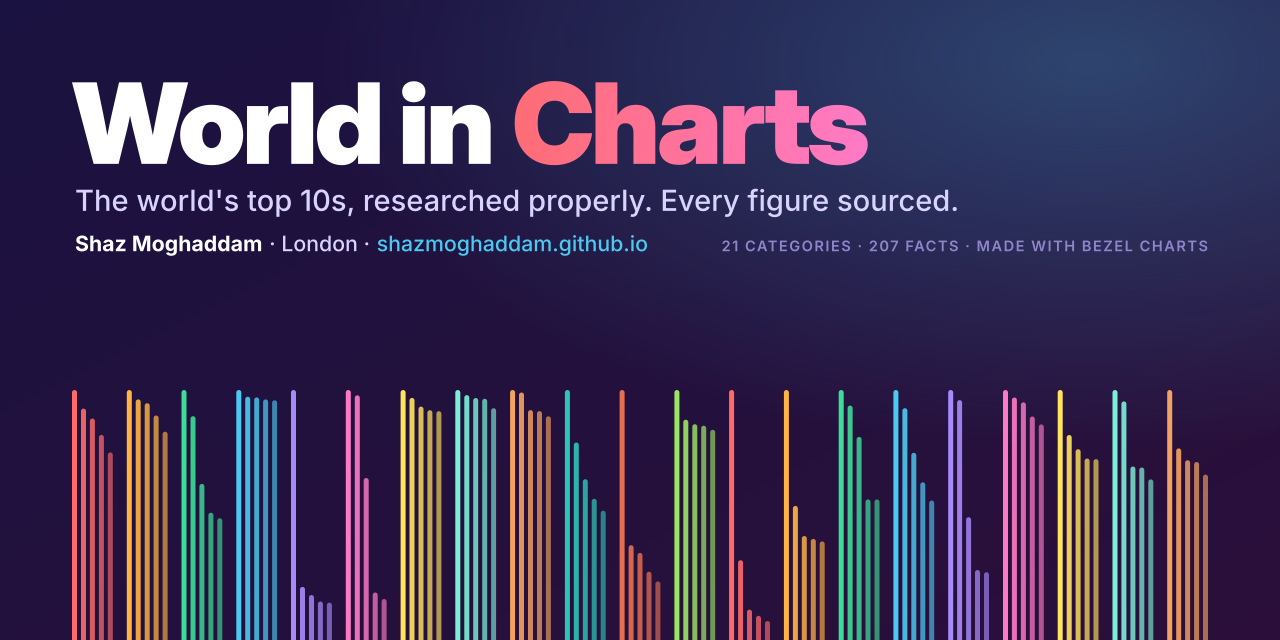 World in Charts
The world's top 10s, researched properly. Every figure sourced.
Shaz Moghaddam · London · shazmoghaddam.github.io
21 CATEGORIES · 207 FACTS · MADE WITH BEZEL CHARTS